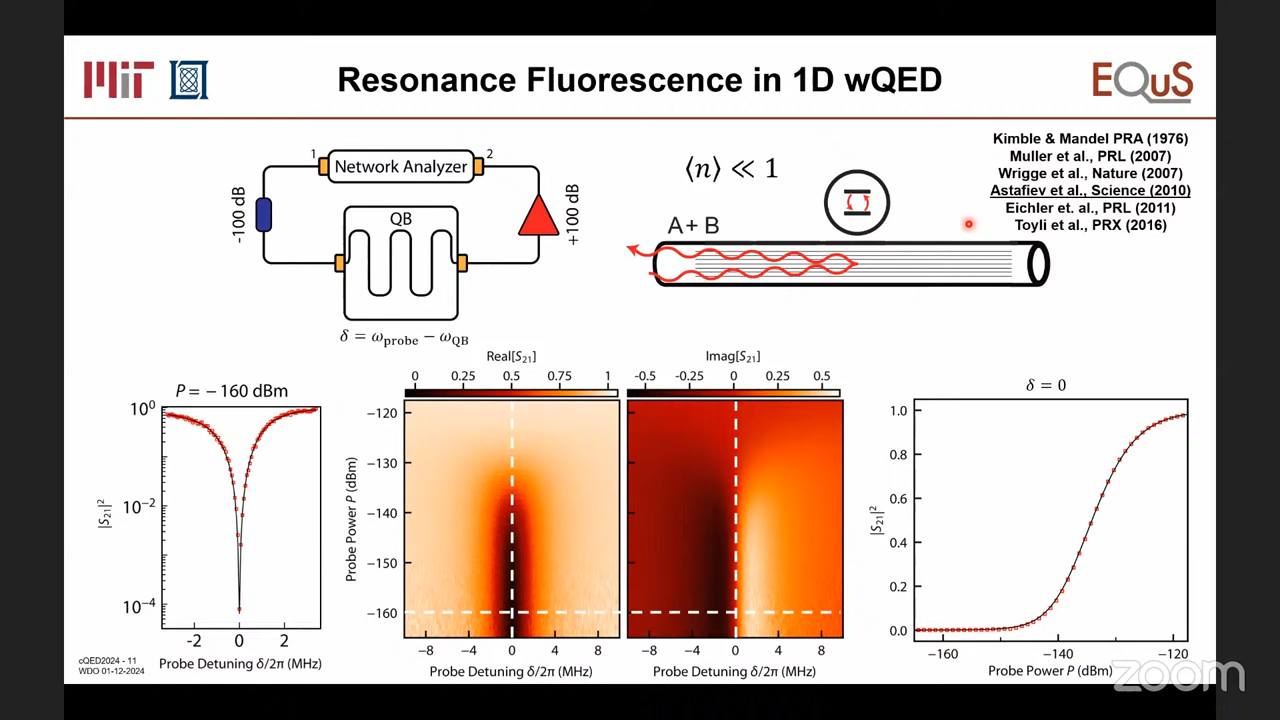 MIT
Resonance Fluorescence in 1D wQED
EQuS
Kimble & Mandel PRA (1976)
Muller et al., PRL (2007)
Wrigge et al., Nature (2007)
Astafiev et al., Science (2010)
Eichler et. al., PRL (2011)
Toyli et al., PRX (2016)
1
Network Analyzer
2
-100 dB
+100 dB
QB
δ = ω_probe − ω_QB
⟨n⟩ ≪ 1
A + B
P = − 160 dBm
10⁰
10⁻²
10⁻⁴
|S₂₁|²
-2 0 2
Probe Detuning δ/2π (MHz)
Real[S₂₁]
0 0.25 0.5 0.75 1
Imag[S₂₁]
-0.5 -0.25 0 0.25 0.5
Probe Power P (dBm)
−120
−130
−140
−150
−160
-8 -4 0 4 8
Probe Detuning δ/2π (MHz)
-8 -4 0 4 8
Probe Detuning δ/2π (MHz)
δ = 0
1.0
0.8
0.6
0.4
0.2
0.0
|S₂₁|²
−160 −140 −120
Probe Power P (dBm)
cQED2024 - 11
WDO 01-12-2024
zoom